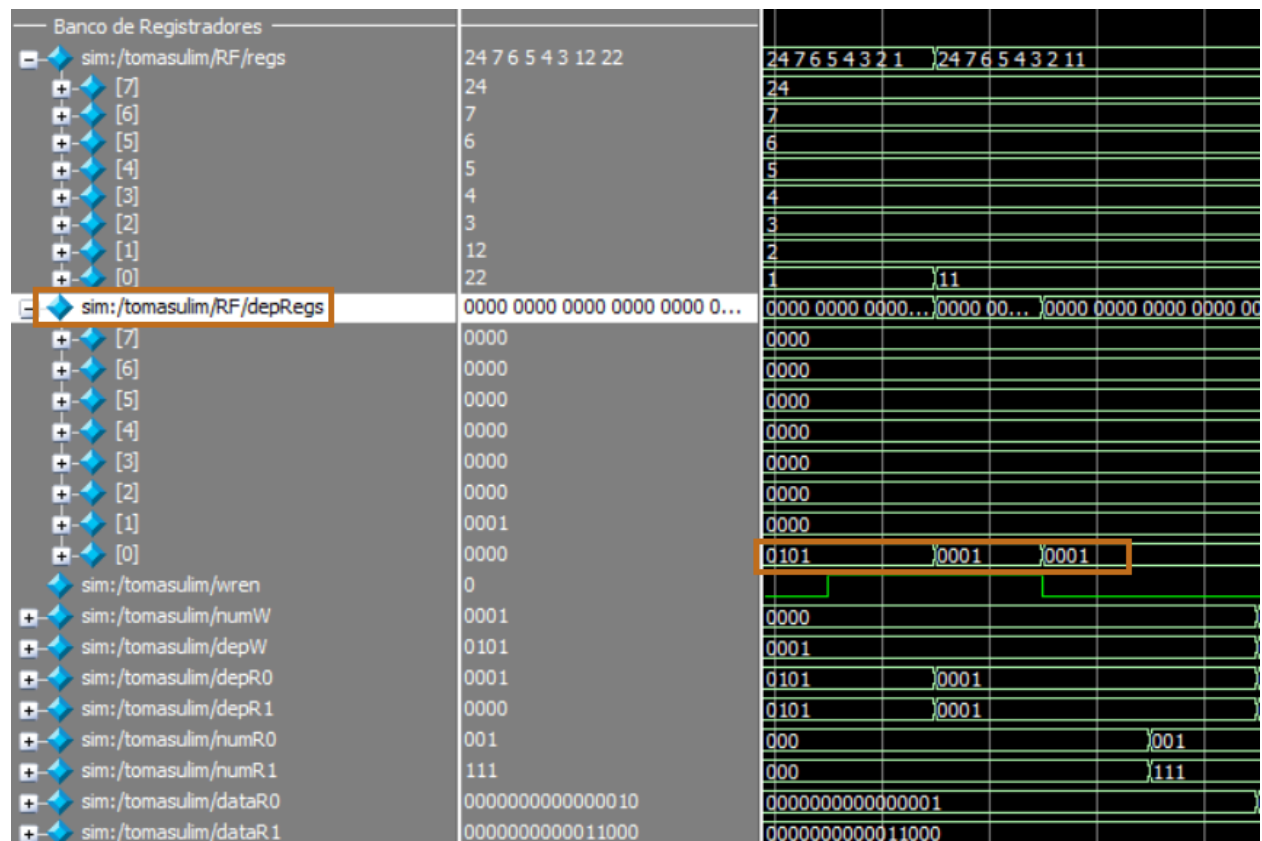 Banco de Registradores
sim:/tomasulim/RF/regs 24 7 6 5 4 3 12 22 24 7 6 5 4 3 2 1 24 7 6 5 4 3 2 11
[7] 24 24
[6] 7 7
[5] 6 6
[4] 5 5
[3] 4 4
[2] 3 3
[1] 12 2
[0] 22 1 11
sim:/tomasulim/RF/depRegs 0000 0000 0000 0000 0000 0... 0000 0000 0000... 0000 00... 0000 0000 0000 0000 00
[7] 0000 0000
[6] 0000 0000
[5] 0000 0000
[4] 0000 0000
[3] 0000 0000
[2] 0000 0000
[1] 0001 0000
[0] 0000 0101 0001 0001
sim:/tomasulim/wren 0
sim:/tomasulim/numW 0001 0000
sim:/tomasulim/depW 0101 0001
sim:/tomasulim/depR0 0001 0101 0001
sim:/tomasulim/depR1 0000 0101 0001
sim:/tomasulim/numR0 001 000 001
sim:/tomasulim/numR1 111 000 111
sim:/tomasulim/dataR0 0000000000000010 0000000000000001
sim:/tomasulim/dataR1 0000000000011000 0000000000011000